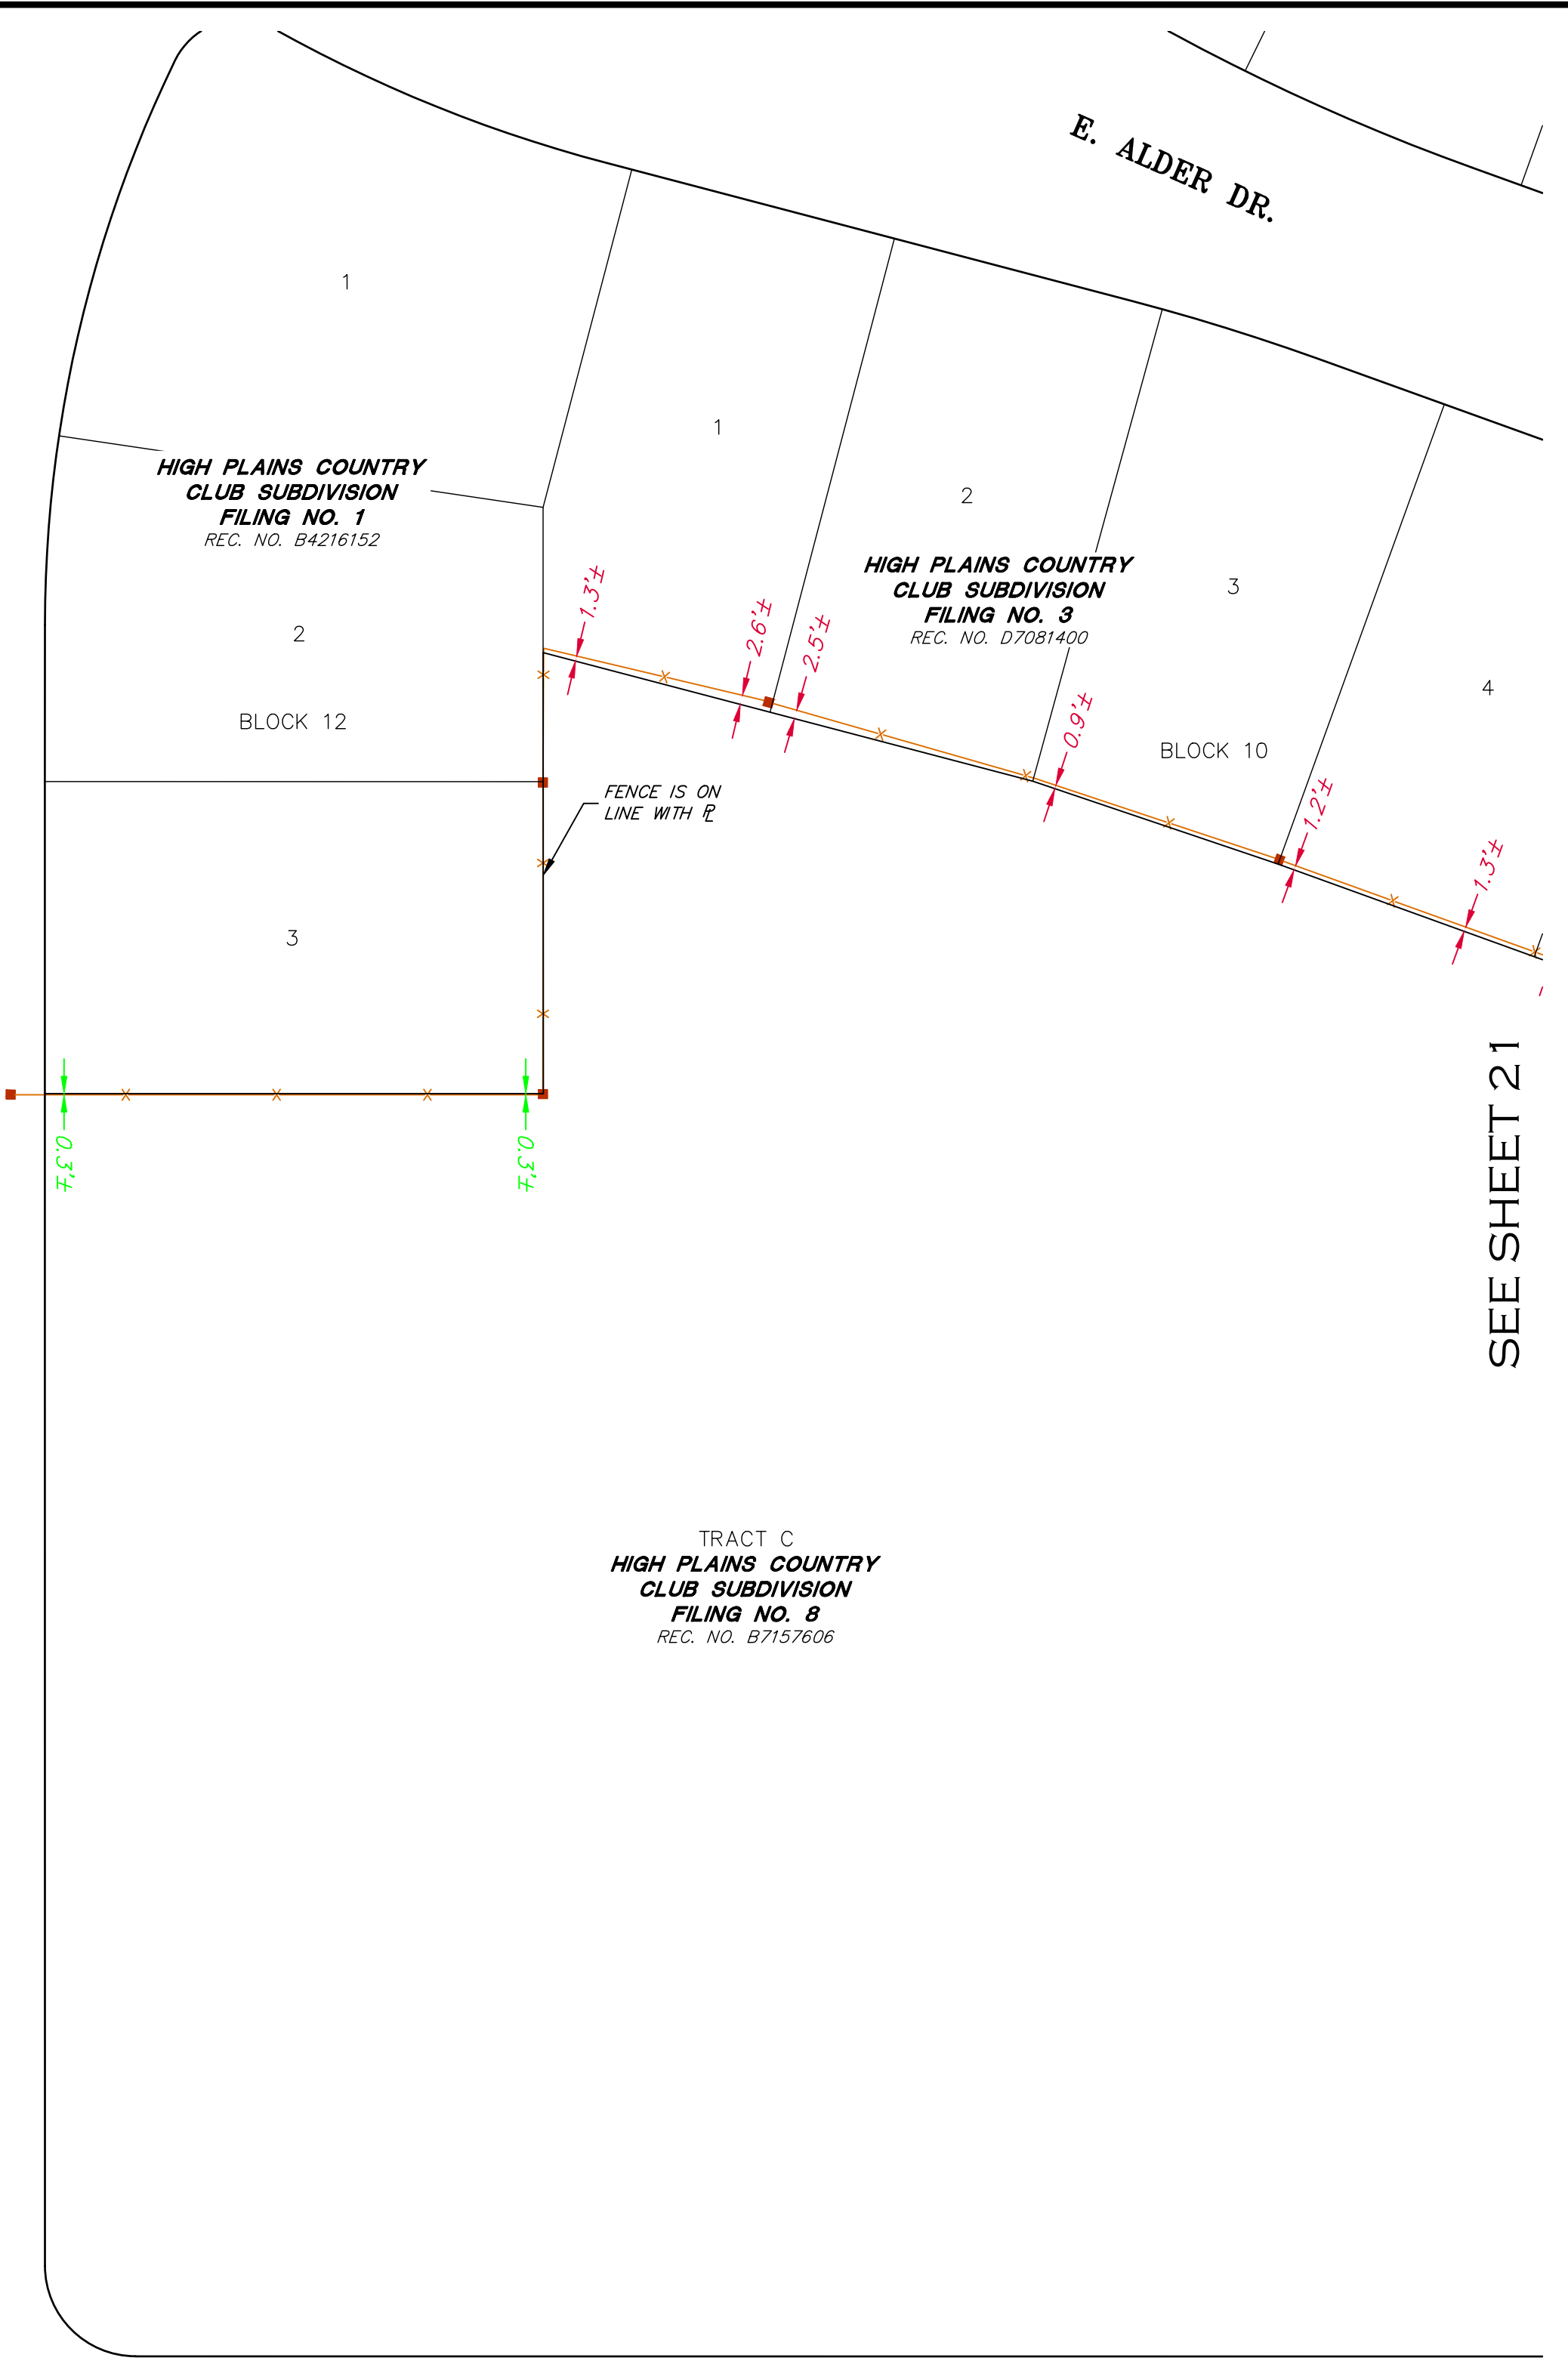 E. ALDER DR.
1
1
HIGH PLAINS COUNTRY
CLUB SUBDIVISION
FILING NO. 1
REC. NO. B4216152
2
HIGH PLAINS COUNTRY
CLUB SUBDIVISION
FILING NO. 3
REC. NO. D7081400
3
1.3'±
2.6'±
2.5'±
2
4
0.9'±
BLOCK 12
BLOCK 10
FENCE IS ON
LINE WITH ⅊
1.2'±
1.3'±
3
0.3'±
0.3'±
SEE SHEET 21
TRACT C
HIGH PLAINS COUNTRY
CLUB SUBDIVISION
FILING NO. 8
REC. NO. B7157606